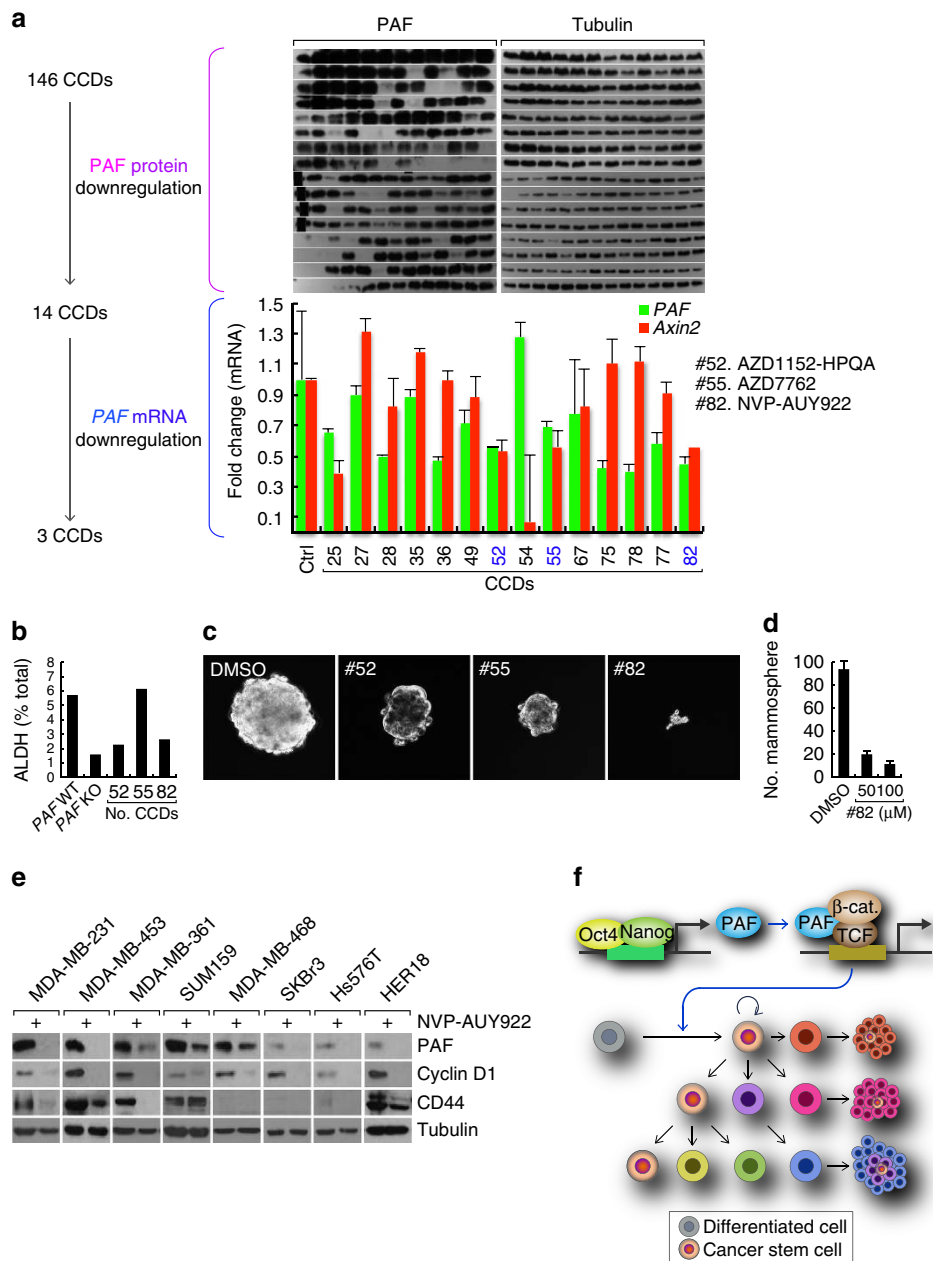 a
PAF
Tubulin
146 CCDs
PAF protein
downregulation
14 CCDs
PAF mRNA
downregulation
3 CCDs
Fold change (mRNA)
1.5
1.3
1.1
0.9
0.7
0.5
0.3
0.1
PAF
Axin2
#52. AZD1152-HPQA
#55. AZD7762
#82. NVP-AUY922
Ctrl 25 27 28 35 36 49 52 54 55 67 75 78 77 82
CCDs
b
ALDH (% total)
8
7
6
5
4
3
2
1
0
PAF WT PAF KO 52 55 82
No. CCDs
c
DMSO #52 #55 #82
d
No. mammosphere
100
80
60
40
20
0
DMSO 50 100
#82 (μM)
e
MDA-MB-231 MDA-MB-453 MDA-MB-361 SUM159 MDA-MB-468 SKBr3 Hs576T HER18
+ + + + + + + + NVP-AUY922
PAF
Cyclin D1
CD44
Tubulin
f
Oct4 Nanog PAF PAF β-cat. TCF
Differentiated cell
Cancer stem cell